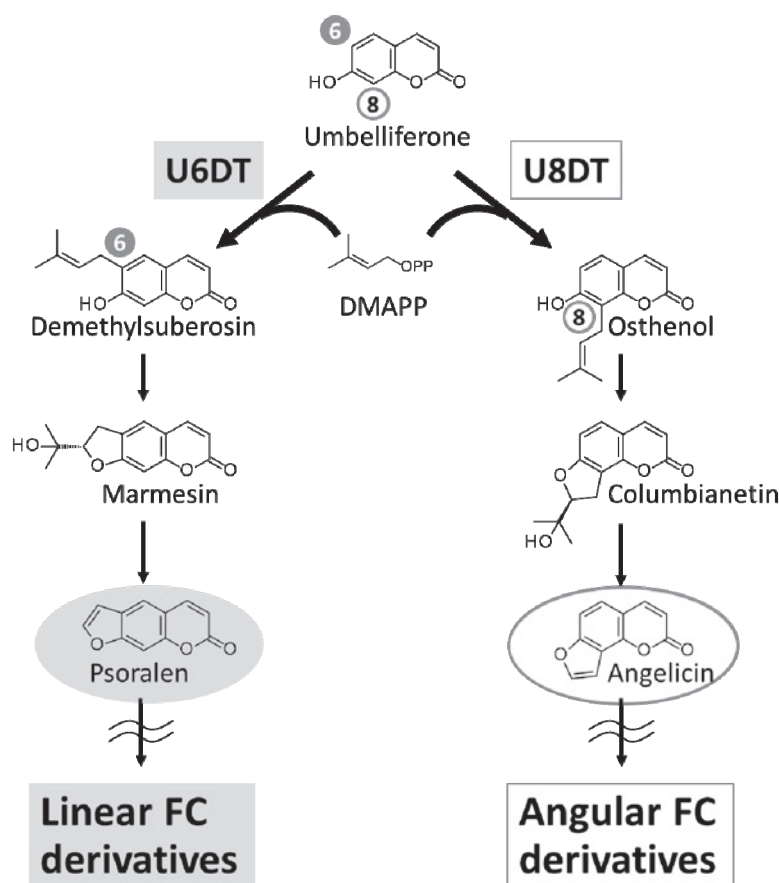 6
HO
O
O
8
Umbelliferone
U6DT
U8DT
6
HO
O
O
Demethylsuberosin
OPP
DMAPP
HO
O
O
8
Osthenol
HO
O
O
O
Marmesin
O
O
O
HO
Columbianetin
O
O
O
Psoralen
O
O
O
Angelicin
Linear FC
derivatives
Angular FC
derivatives